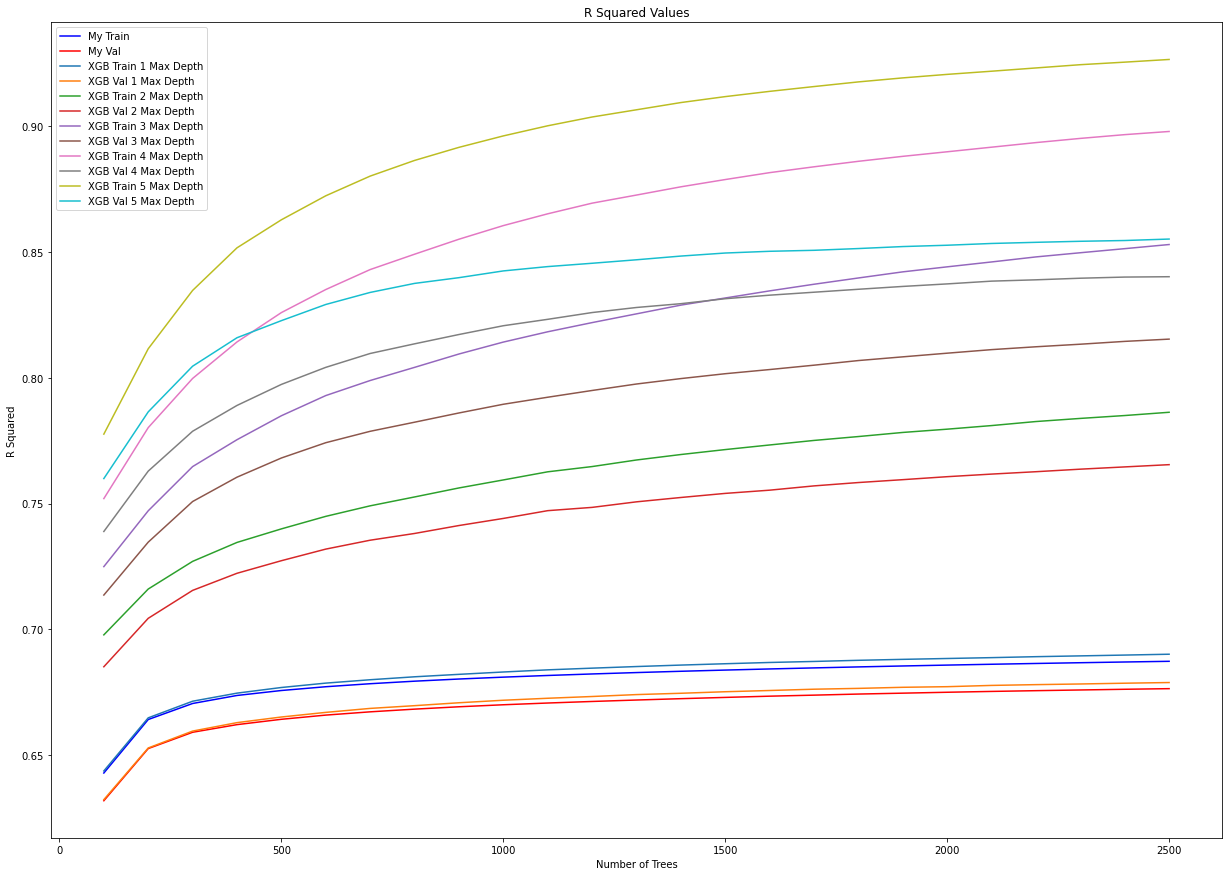 R Squared Values
My Train
My Val
XGB Train 1 Max Depth
XGB Val 1 Max Depth
XGB Train 2 Max Depth
XGB Val 2 Max Depth
XGB Train 3 Max Depth
XGB Val 3 Max Depth
XGB Train 4 Max Depth
XGB Val 4 Max Depth
XGB Train 5 Max Depth
XGB Val 5 Max Depth
0.90
0.85
0.80
0.75
0.70
0.65
R Squared
0 500 1000 1500 2000 2500
Number of Trees